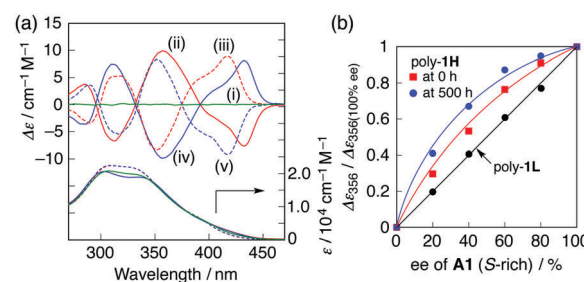 (a)
15
10
5
0
−5
−10
Δε / cm⁻¹ M⁻¹
(ii)
(iii)
(i)
(iv)
(v)
2.0
1.0
0
ε / 10⁴ cm⁻¹ M⁻¹
300
350
400
450
Wavelength / nm
(b)
1
0.8
0.6
0.4
0.2
0
Δε₃₅₆ / Δε₃₅₆(100% ee)
poly-1H
at 0 h
at 500 h
poly-1L
0
20
40
60
80
100
ee of A1 (S-rich) / %